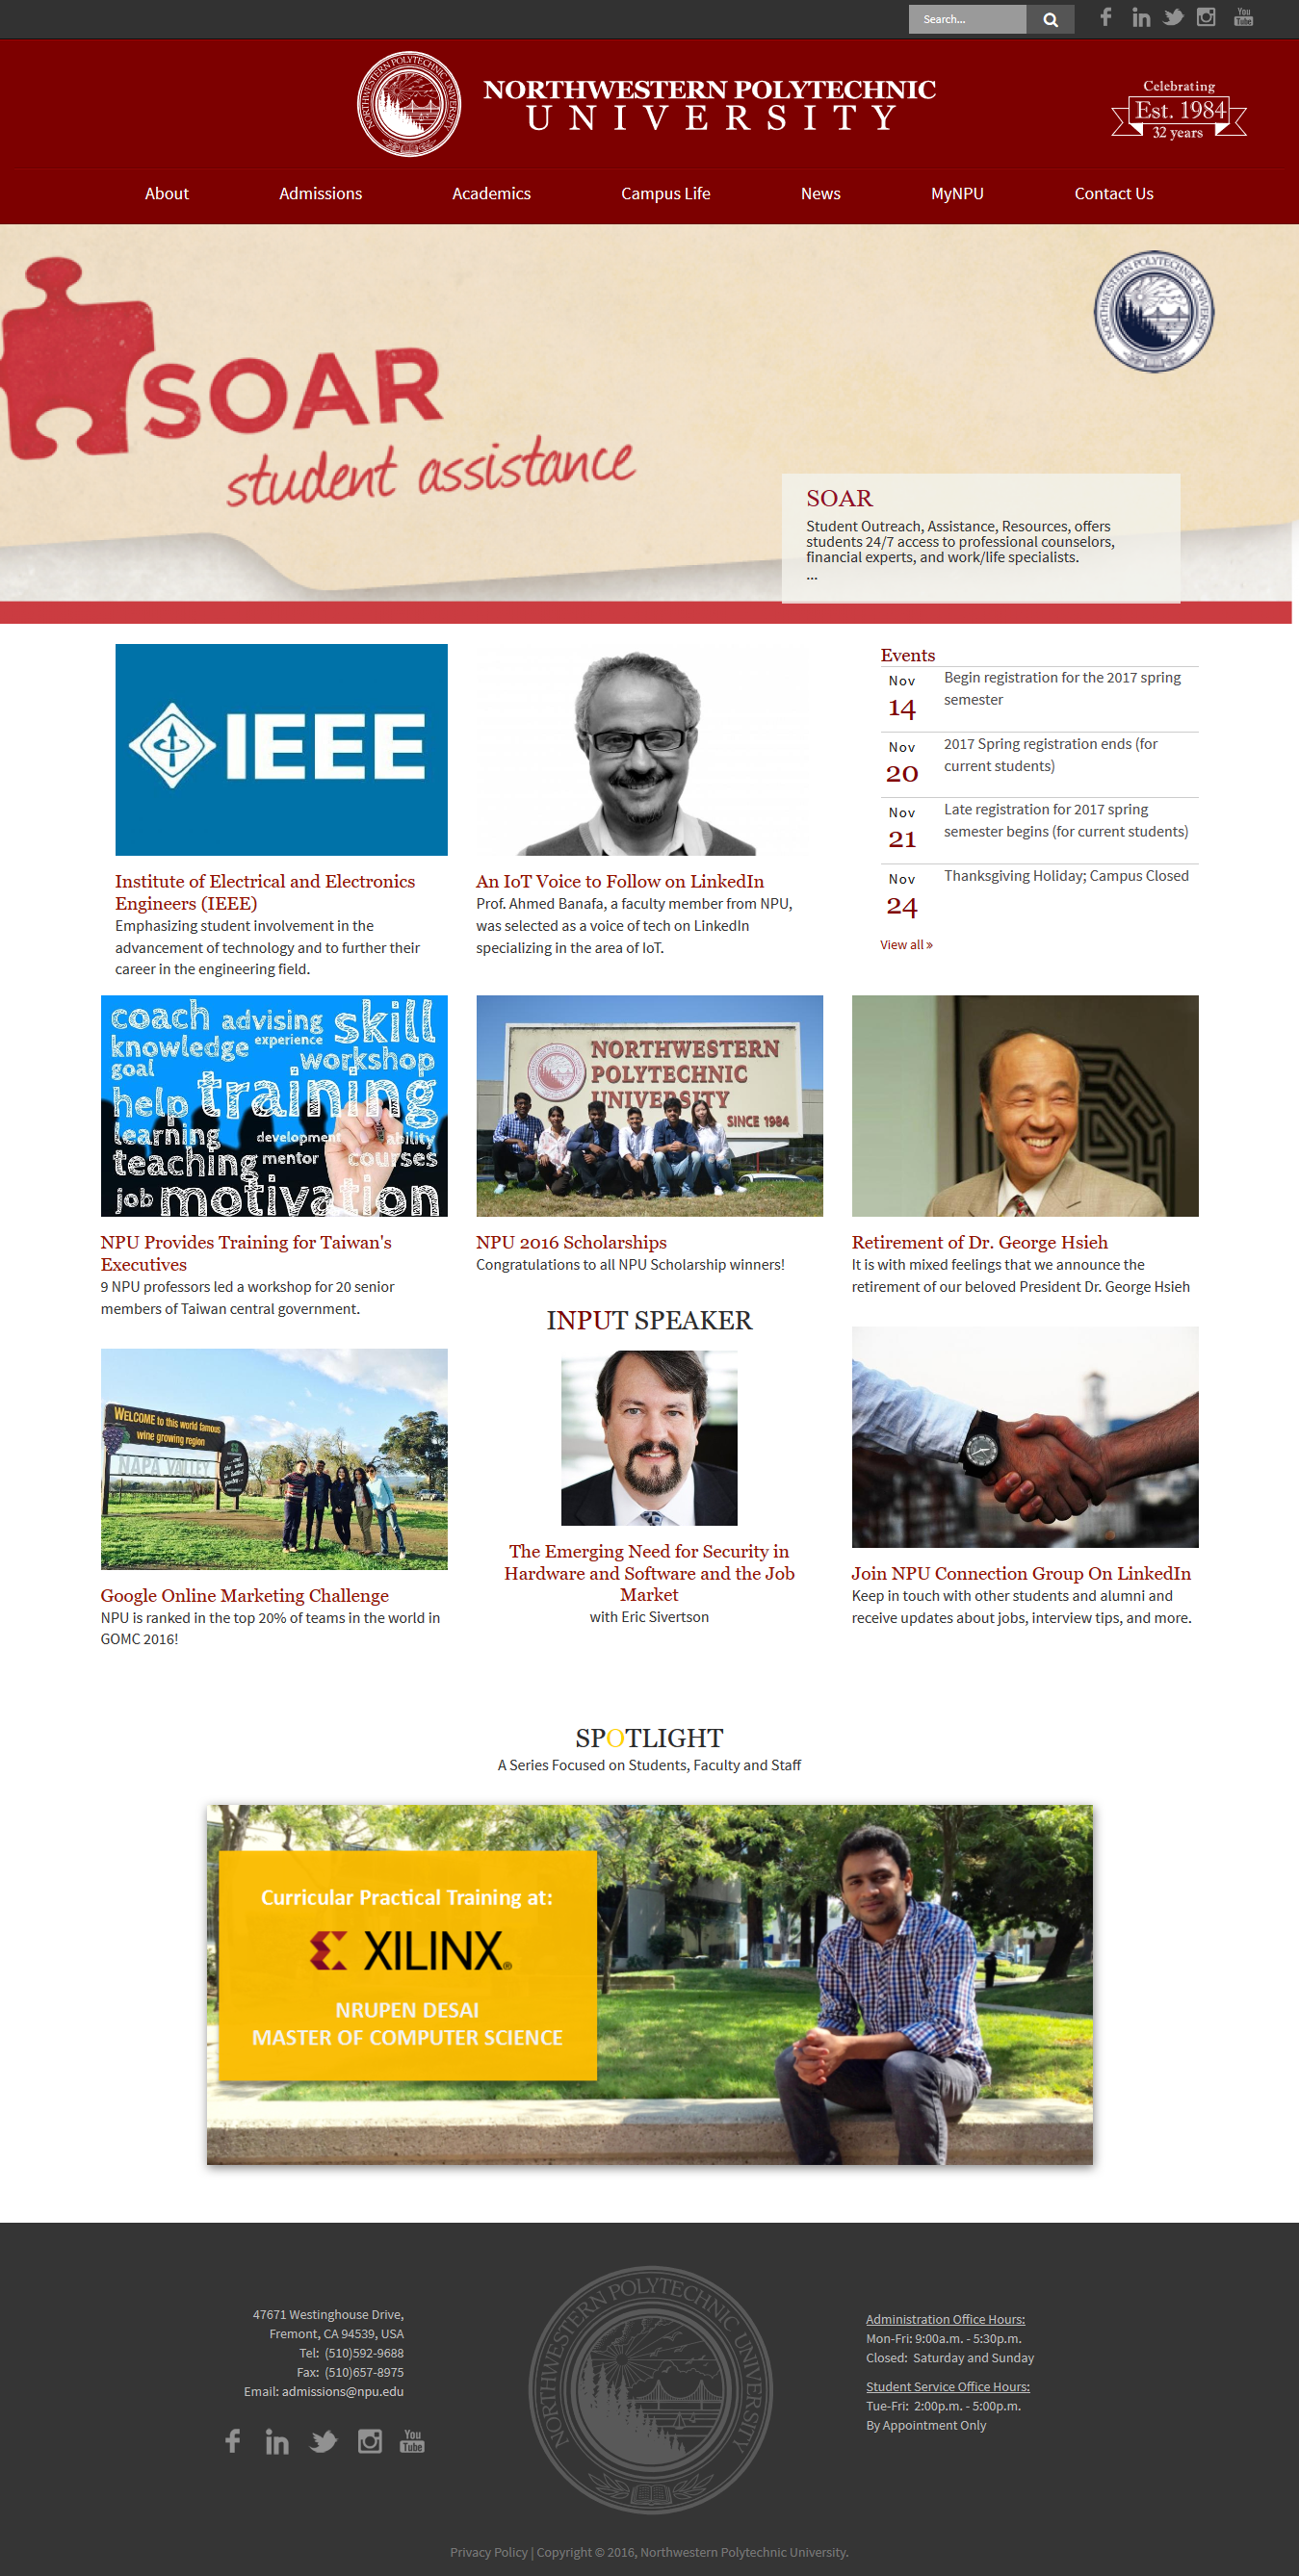 Search...
You
Tube
NORTHWESTERN POLYTECHNIC UNIVERSITY
NORTHWESTERN POLYTECHNIC
UNIVERSITY
Celebrating
Est. 1984
32 years
About
Admissions
Academics
Campus Life
News
MyNPU
Contact Us
NORTHWESTERN POLYTECHNIC UNIVERSITY
SOAR
student assistance
SOAR
Student Outreach, Assistance, Resources, offers
students 24/7 access to professional counselors,
financial experts, and work/life specialists.
...
IEEE
Institute of Electrical and Electronics
Engineers (IEEE)
Emphasizing student involvement in the
advancement of technology and to further their
career in the engineering field.
An IoT Voice to Follow on LinkedIn
Prof. Ahmed Banafa, a faculty member from NPU,
was selected as a voice of tech on LinkedIn
specializing in the area of IoT.
Events
Nov
14
Begin registration for the 2017 spring
semester
Nov
20
2017 Spring registration ends (for
current students)
Nov
21
Late registration for 2017 spring
semester begins (for current students)
Nov
24
Thanksgiving Holiday; Campus Closed
View all »
coach advising skill
knowledge experience workshop
goal
help training
learning development ability
teaching mentor courses
job motivation
NPU Provides Training for Taiwan's
Executives
9 NPU professors led a workshop for 20 senior
members of Taiwan central government.
NORTHWESTERN
POLYTECHNIC
UNIVERSITY
SINCE 1984
NPU 2016 Scholarships
Congratulations to all NPU Scholarship winners!
Retirement of Dr. George Hsieh
It is with mixed feelings that we announce the
retirement of our beloved President Dr. George Hsieh
WELCOME to this world famous
wine growing region
NAPA VALLEY
Google Online Marketing Challenge
NPU is ranked in the top 20% of teams in the world in
GOMC 2016!
INPUT SPEAKER
The Emerging Need for Security in
Hardware and Software and the Job
Market
with Eric Sivertson
Join NPU Connection Group On LinkedIn
Keep in touch with other students and alumni and
receive updates about jobs, interview tips, and more.
SPOTLIGHT
A Series Focused on Students, Faculty and Staff
Curricular Practical Training at:
XILINX®
NRUPEN DESAI
MASTER OF COMPUTER SCIENCE
47671 Westinghouse Drive,
Fremont, CA 94539, USA
Tel: (510)592-9688
Fax: (510)657-8975
Email: admissions@npu.edu
You
Tube
NORTHWESTERN POLYTECHNIC UNIVERSITY
Administration Office Hours:
Mon-Fri: 9:00a.m. - 5:30p.m.
Closed: Saturday and Sunday
Student Service Office Hours:
Tue-Fri: 2:00p.m. - 5:00p.m.
By Appointment Only
Privacy Policy | Copyright © 2016, Northwestern Polytechnic University.